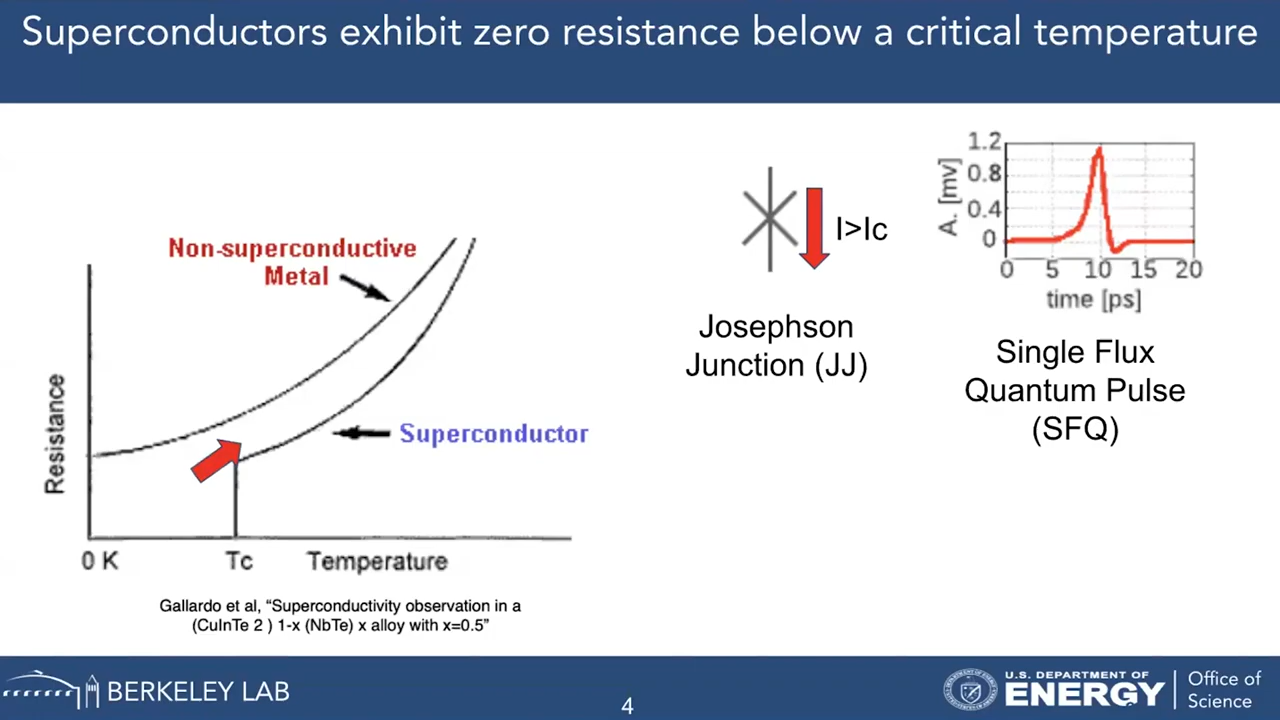 Superconductors exhibit zero resistance below a critical temperature
Non-superconductive
Metal
Superconductor
Resistance
0 K
Tc
Temperature
Gallardo et al, “Superconductivity observation in a
(CuInTe 2 ) 1-x (NbTe) x alloy with x=0.5”
I>Ic
Josephson
Junction (JJ)
A. [mv]
1.2
0.8
0.4
0
0 5 10 15 20
time [ps]
Single Flux
Quantum Pulse
(SFQ)
BERKELEY LAB
4
U.S. DEPARTMENT OF
ENERGY
Office of
Science